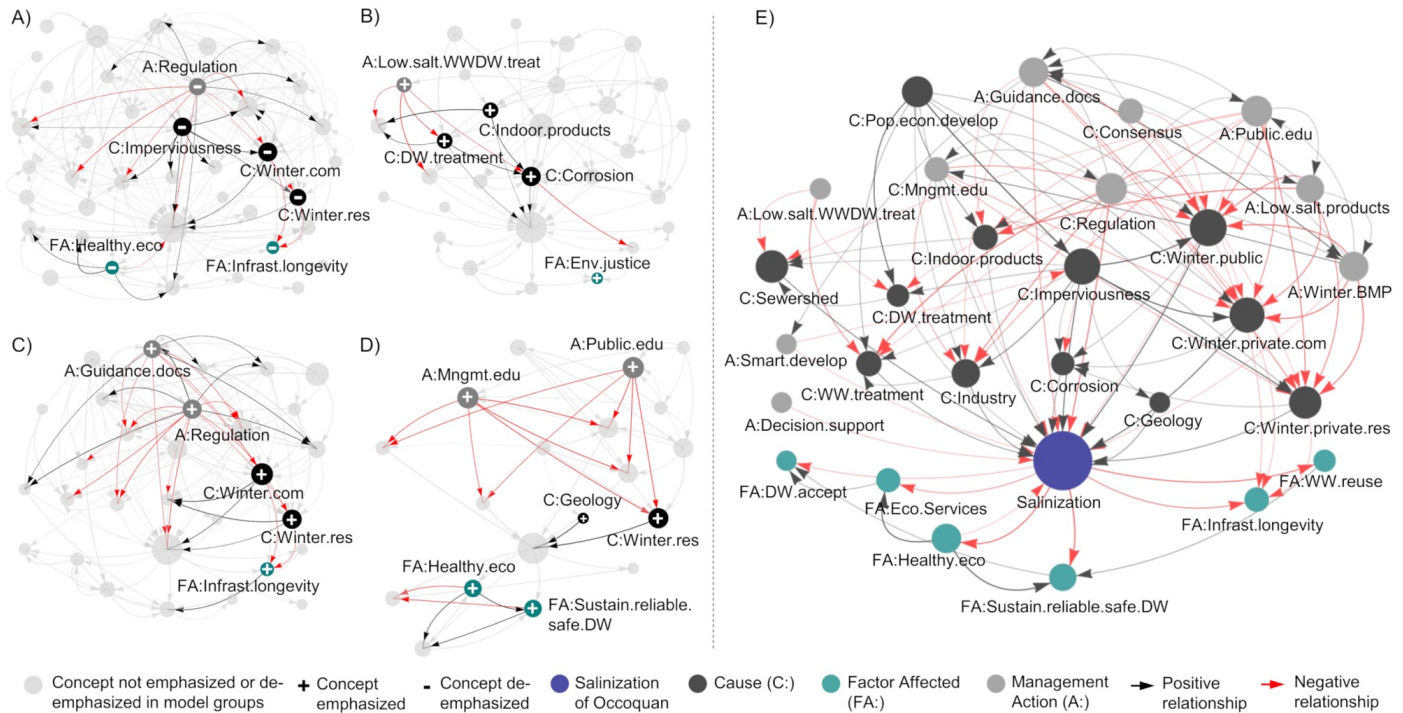 A)
A:Regulation
C:Imperviousness
C:Winter.com
C:Winter.res
FA:Healthy.eco
FA:Infrast.longevity
B)
A:Low.salt.WWDW.treat
C:Indoor.products
C:DW.treatment
C:Corrosion
FA:Env.justice
C)
A:Guidance.docs
A:Regulation
C:Winter.com
C:Winter.res
FA:Infrast.longevity
D)
A:Public.edu
A:Mngmt.edu
C:Geology
C:Winter.res
FA:Healthy.eco
FA:Sustain.reliable.
safe.DW
E)
A:Guidance.docs
C:Pop.econ.develop
C:Consensus
A:Public.edu
C:Mngmt.edu
A:Low.salt.WWDW.treat
C:Regulation
A:Low.salt.products
C:Indoor.products
C:Winter.public
C:Sewershed
C:Imperviousness
A:Winter.BMP
C:DW.treatment
C:Winter.private.com
A:Smart.develop
C:Corrosion
C:WW.treatment
C:Industry
C:Geology
A:Decision.support
C:Winter.private.res
FA:DW.accept
FA:WW.reuse
Salinization
FA:Eco.Services
FA:Infrast.longevity
FA:Healthy.eco
FA:Sustain.reliable.safe.DW
Concept not emphasized or de-
emphasized in model groups
+ Concept
emphasized
- Concept de-
emphasized
Salinization
of Occoquan
Cause (C:)
Factor Affected
(FA:)
Management
Action (A:)
Positive
relationship
Negative
relationship